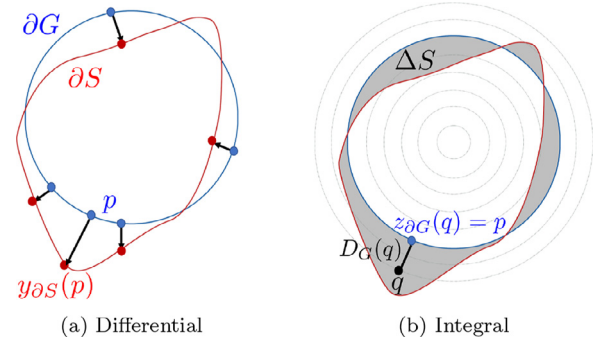 ∂G
∂S
p
y∂S(p)
(a) Differential
ΔS
z∂G(q) = p
DG(q)
q
(b) Integral